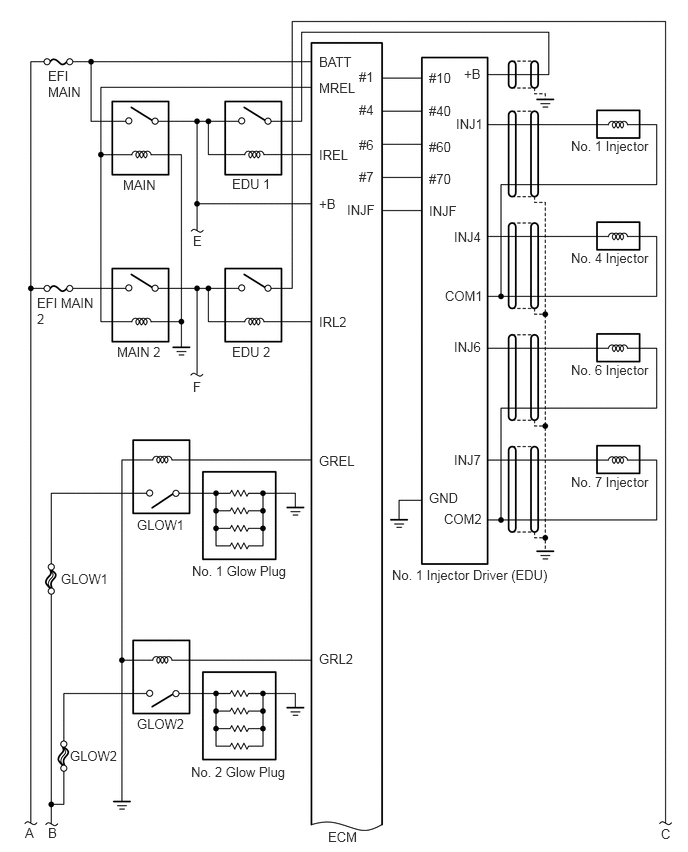 BATT
EFI
MAIN
MREL
#1
#10
+B
#4
#40
INJ1
No. 1 Injector
#6
#60
IREL
MAIN
EDU 1
#7
#70
+B
INJF
INJF
E
INJ4
No. 4 Injector
EFI MAIN
2
COM1
MAIN 2
EDU 2
IRL2
INJ6
No. 6 Injector
F
GREL
INJ7
No. 7 Injector
GND
COM2
GLOW1
No. 1 Glow Plug
No. 1 Injector Driver (EDU)
GLOW1
GRL2
GLOW2
GLOW2
No. 2 Glow Plug
A
B
ECM
C